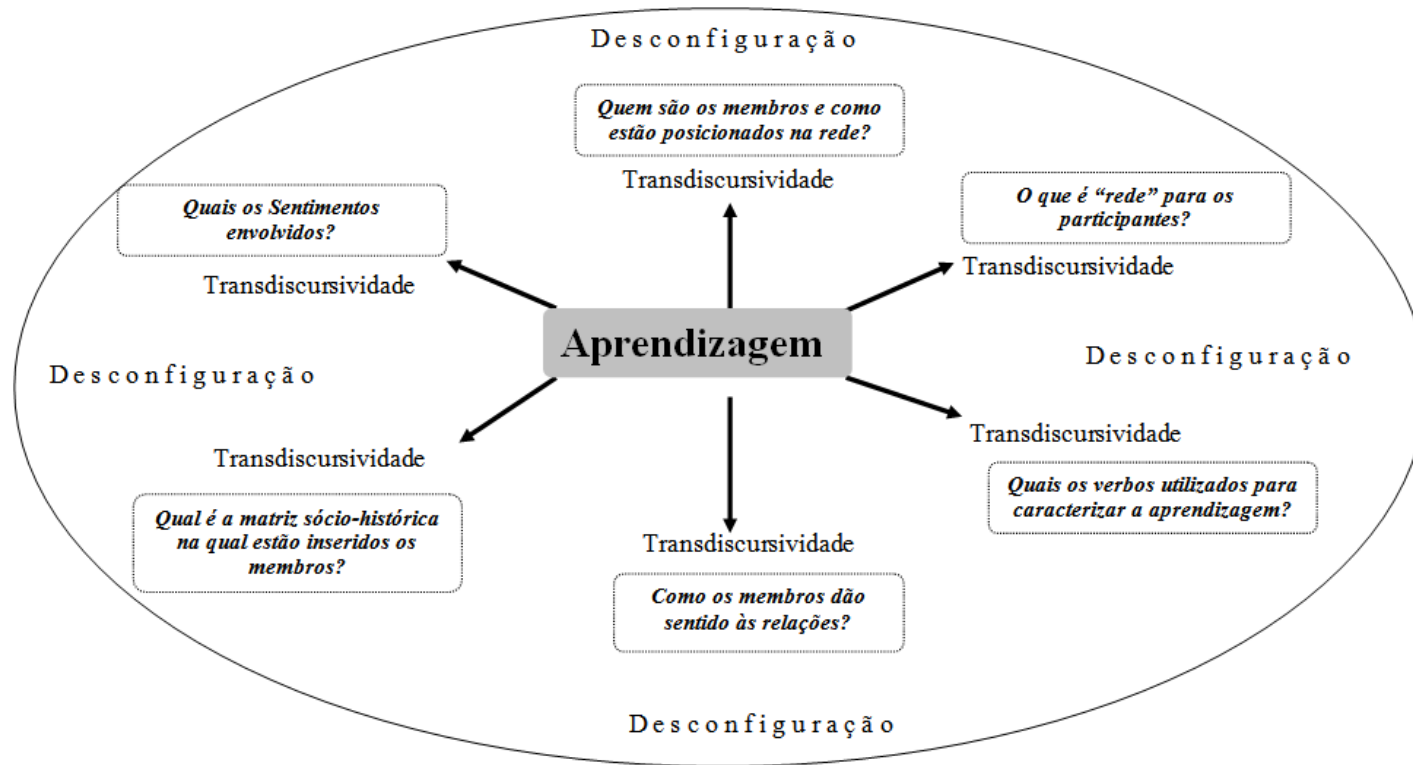 Desconfiguração
Quem são os membros e como
estão posicionados na rede?
Transdiscursividade
Quais os Sentimentos
envolvidos?
Transdiscursividade
O que é “rede” para os
participantes?
Transdiscursividade
Aprendizagem
Desconfiguração
Desconfiguração
Transdiscursividade
Qual é a matriz sócio-histórica
na qual estão inseridos os
membros?
Transdiscursividade
Como os membros dão
sentido às relações?
Transdiscursividade
Quais os verbos utilizados para
caracterizar a aprendizagem?
Desconfiguração